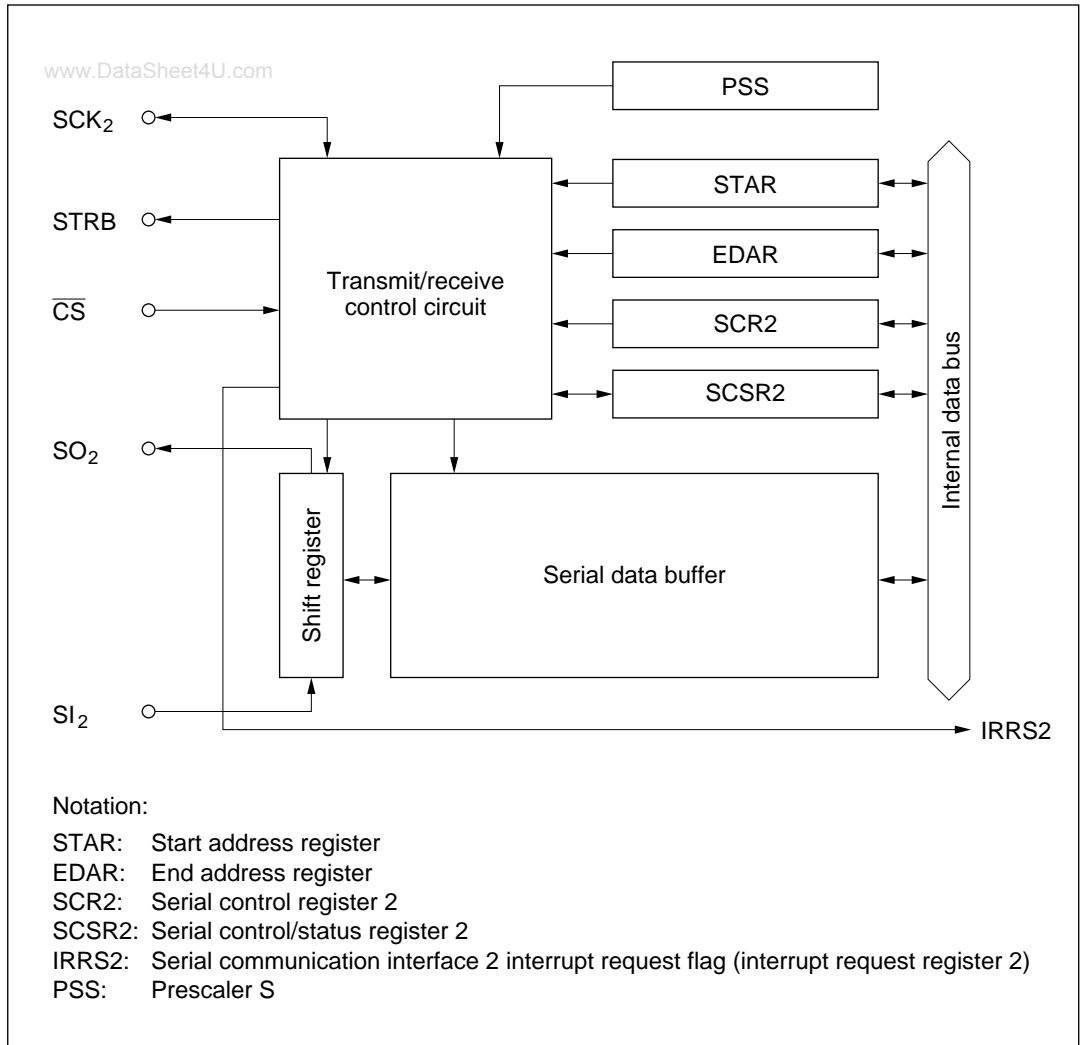 www.DataSheet4U.com
PSS
SCK2
STAR
STRB
EDAR
Transmit/receive
control circuit
CS
SCR2
SCSR2
Internal data bus
SO2
Shift register
Serial data buffer
SI2
IRRS2
Notation:
STAR: Start address register
EDAR: End address register
SCR2: Serial control register 2
SCSR2: Serial control/status register 2
IRRS2: Serial communication interface 2 interrupt request flag (interrupt request register 2)
PSS: Prescaler S